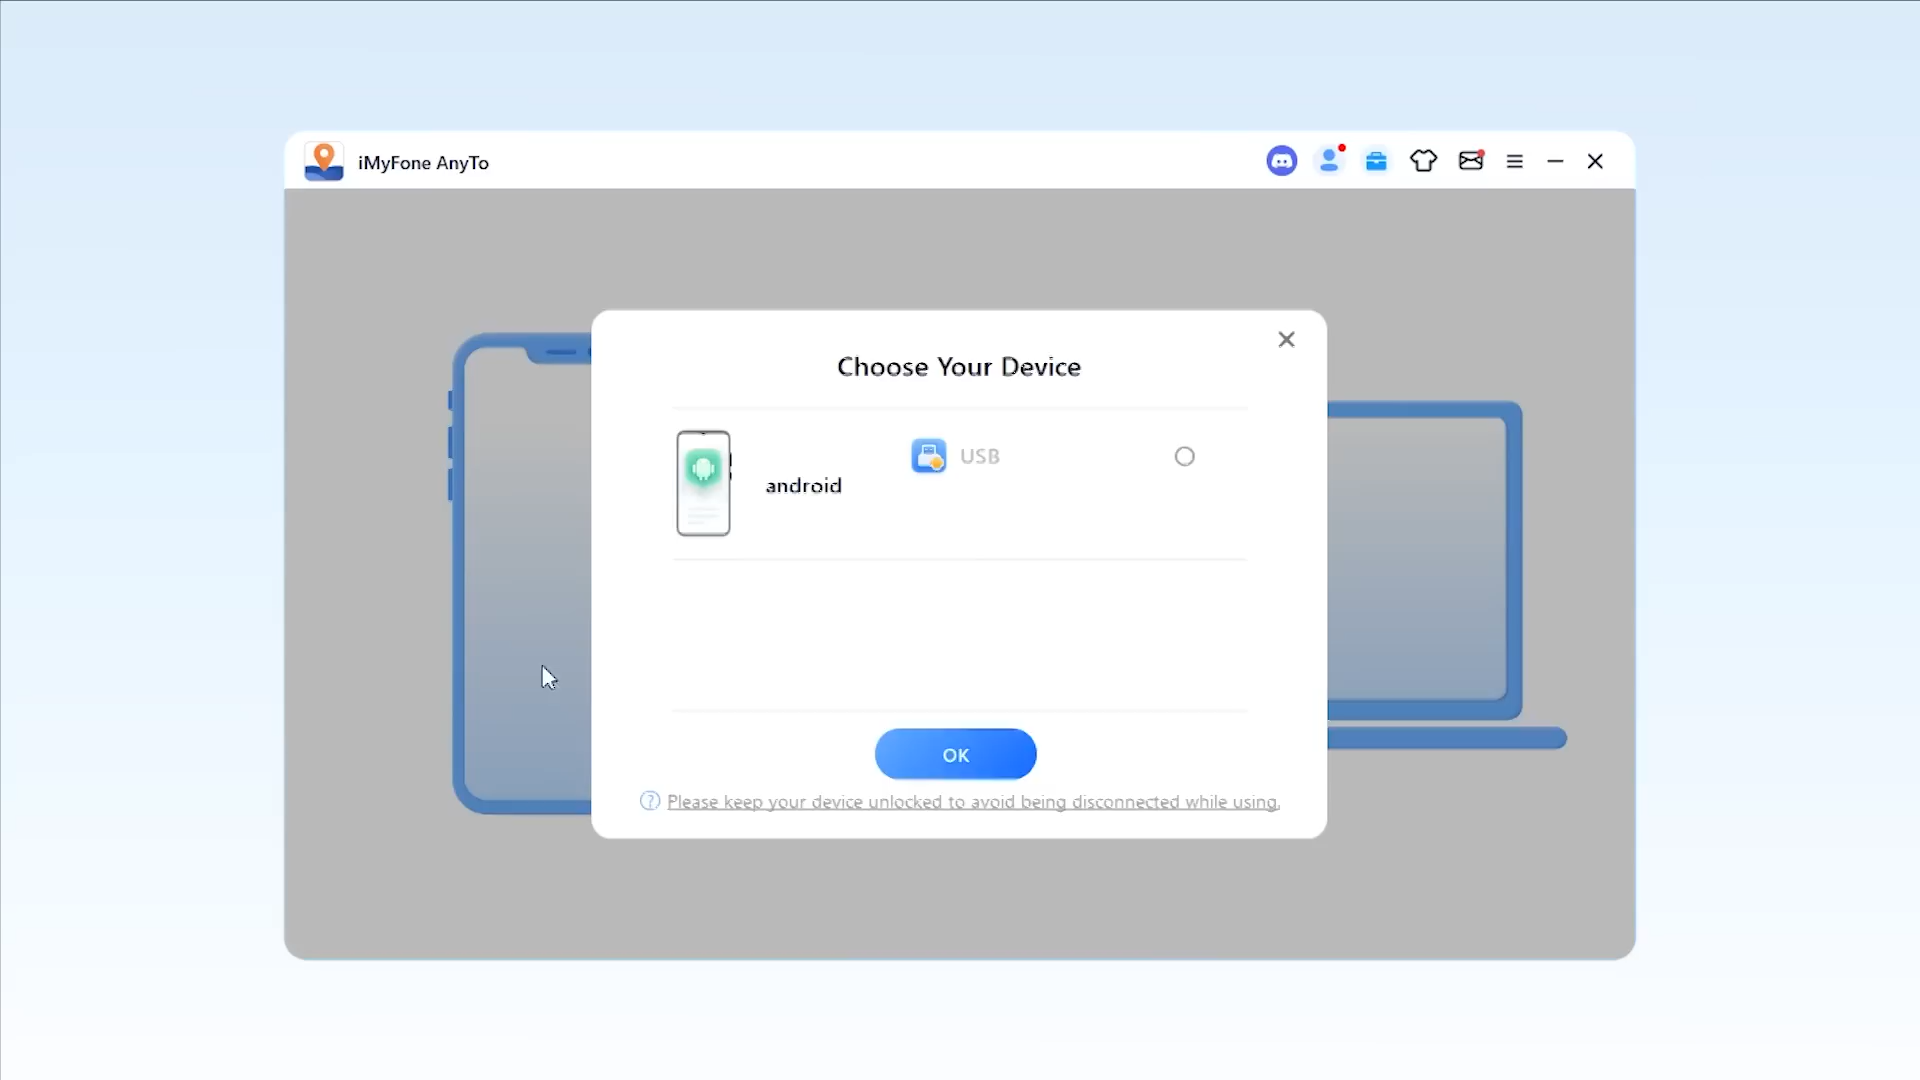 iMyFone AnyTo
Choose Your Device
USB
android
OK
Please keep your device unlocked to avoid being disconnected while using.